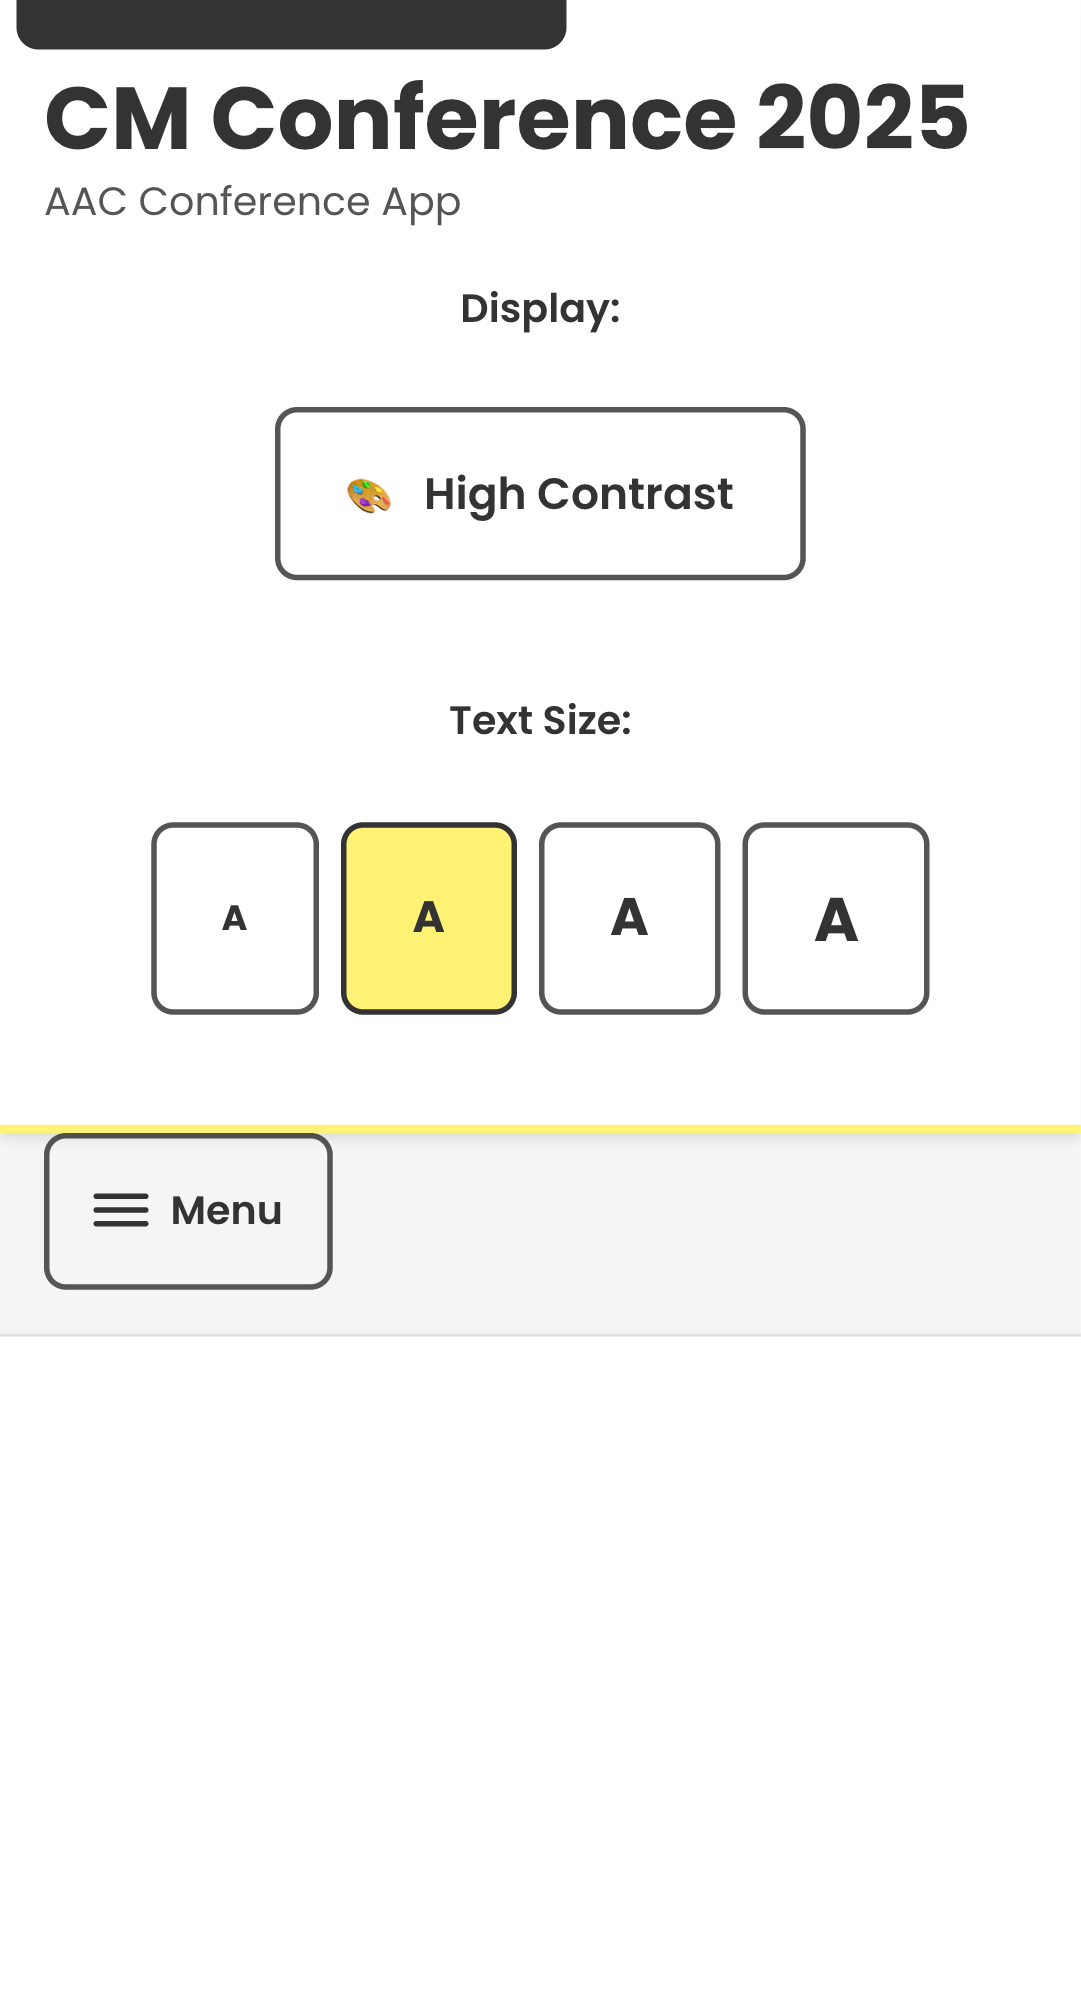 CM Conference 2025
AAC Conference App
Display:
High Contrast
Text Size:
A A A A
Menu